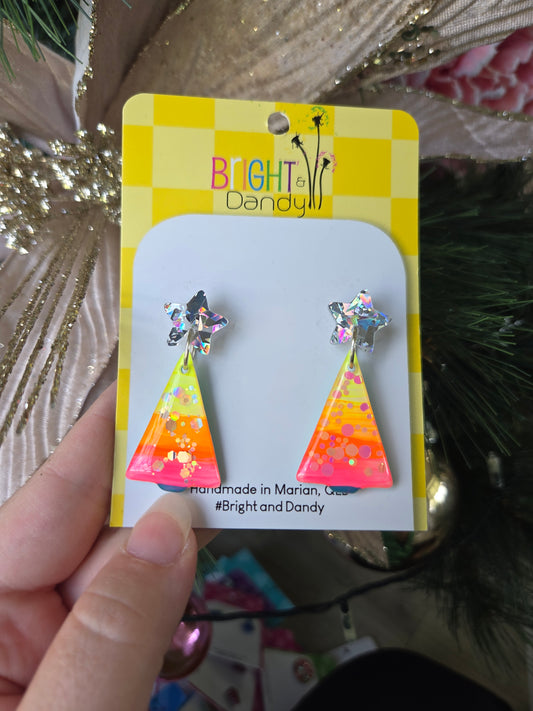 BRIGHT &
Dandy
Handmade in Marian, QLD
#Bright and Dandy